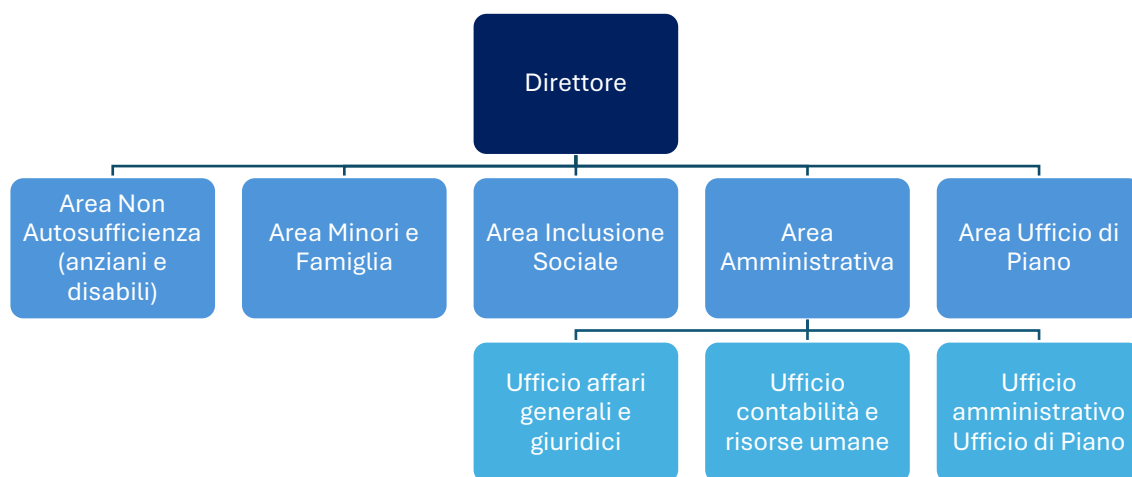 Direttore
Area Non
Autosufficienza
(anziani e
disabili)
Area Minori e
Famiglia
Area Inclusione
Sociale
Area
Amministrativa
Area Ufficio di
Piano
Ufficio affari
generali e
giuridici
Ufficio
contabilità e
risorse umane
Ufficio
amministrativo
Ufficio di Piano